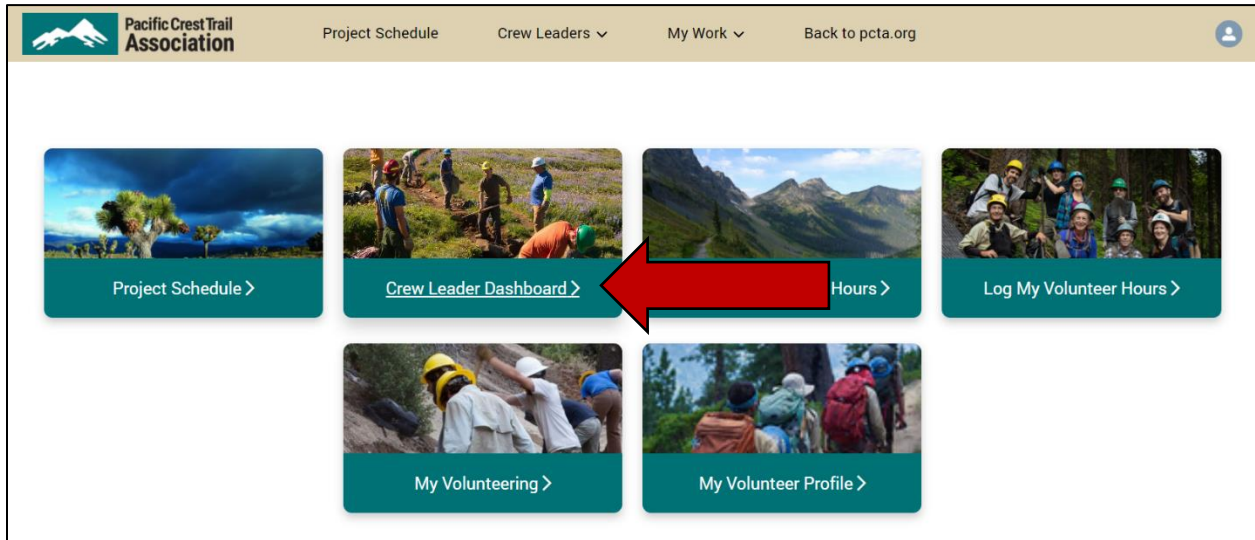 Pacific Crest Trail
Association
Project Schedule
Crew Leaders
My Work
Back to pcta.org
Project Schedule >
Crew Leader Dashboard >
Hours >
Log My Volunteer Hours >
My Volunteering >
My Volunteer Profile >